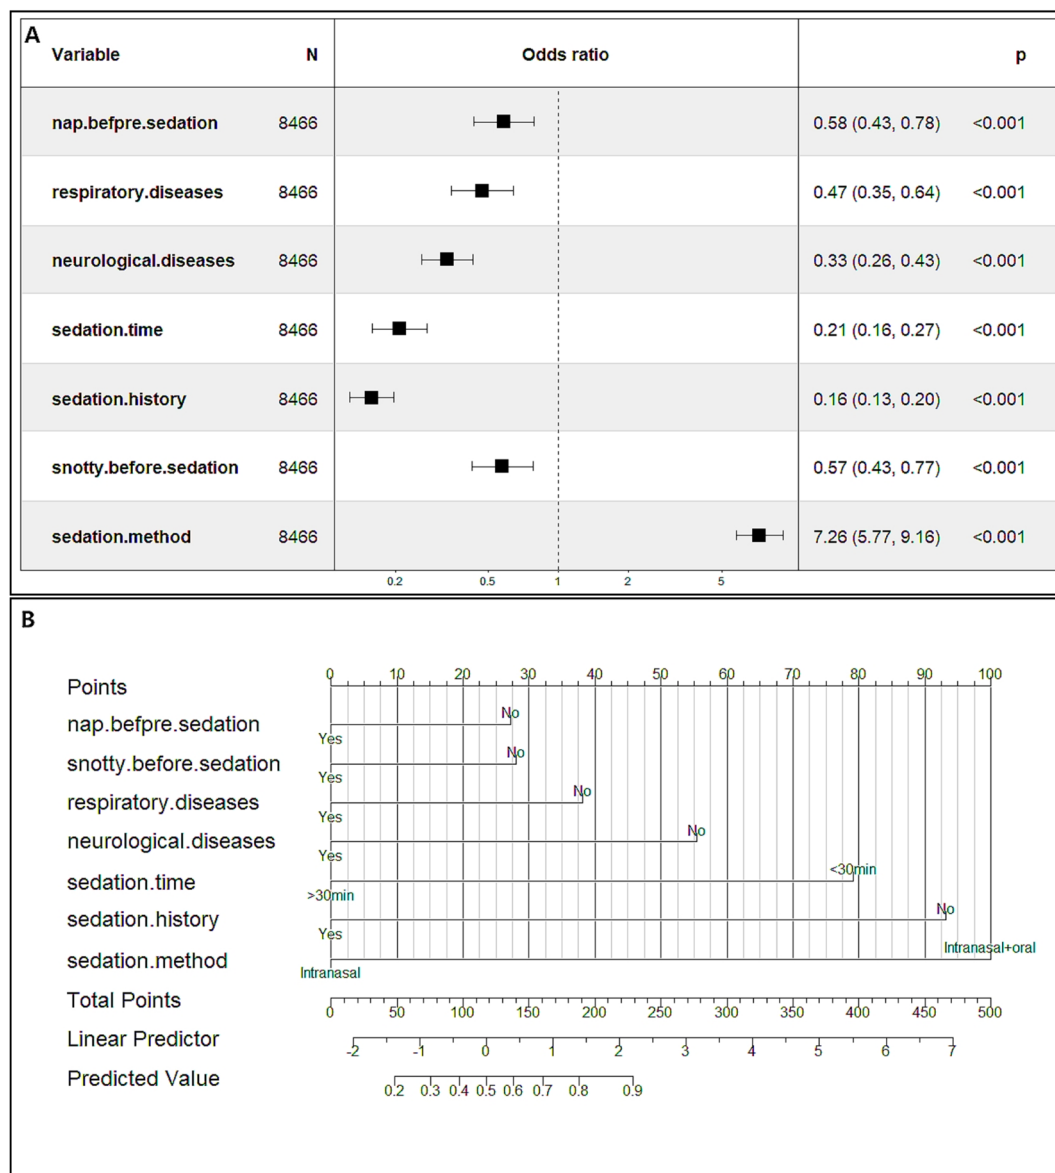 A
Variable N Odds ratio p
nap.befpre.sedation 8466 0.58 (0.43, 0.78) <0.001
respiratory.diseases 8466 0.47 (0.35, 0.64) <0.001
neurological.diseases 8466 0.33 (0.26, 0.43) <0.001
sedation.time 8466 0.21 (0.16, 0.27) <0.001
sedation.history 8466 0.16 (0.13, 0.20) <0.001
snotty.before.sedation 8466 0.57 (0.43, 0.77) <0.001
sedation.method 8466 7.26 (5.77, 9.16) <0.001
0.2 0.5 1 2 5
B
Points 0 10 20 30 40 50 60 70 80 90 100
nap.befpre.sedation No
Yes
snotty.before.sedation No
Yes
respiratory.diseases No
Yes
neurological.diseases No
Yes
sedation.time <30min
>30min
sedation.history No
Yes
sedation.method Intranasal+oral
Intranasal
Total Points 0 50 100 150 200 250 300 350 400 450 500
Linear Predictor -2 -1 0 1 2 3 4 5 6 7
Predicted Value 0.2 0.3 0.4 0.5 0.6 0.7 0.8 0.9